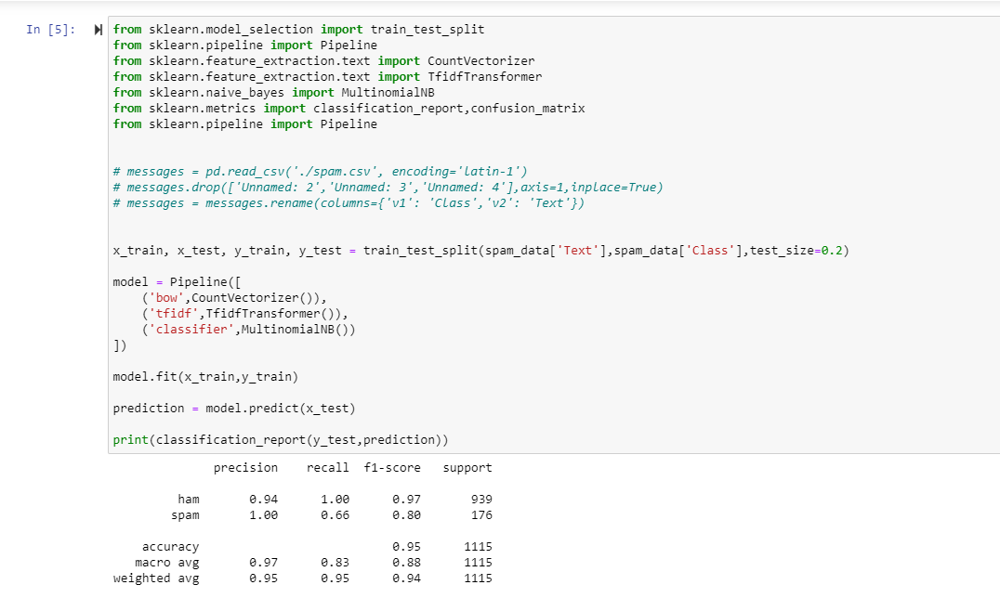 In [5]:
from sklearn.model_selection import train_test_split
from sklearn.pipeline import Pipeline
from sklearn.feature_extraction.text import CountVectorizer
from sklearn.feature_extraction.text import TfidfTransformer
from sklearn.naive_bayes import MultinomialNB
from sklearn.metrics import classification_report,confusion_matrix
from sklearn.pipeline import Pipeline
# messages = pd.read_csv('./spam.csv', encoding='latin-1')
# messages.drop(['Unnamed: 2','Unnamed: 3','Unnamed: 4'],axis=1,inplace=True)
# messages = messages.rename(columns={'v1': 'Class','v2': 'Text'})
x_train, x_test, y_train, y_test = train_test_split(spam_data['Text'],spam_data['Class'],test_size=0.2)
model = Pipeline([
    ('bow',CountVectorizer()),
    ('tfidf',TfidfTransformer()),
    ('classifier',MultinomialNB())
])
model.fit(x_train,y_train)
prediction = model.predict(x_test)
print(classification_report(y_test,prediction))
precision recall f1-score support
ham 0.94 1.00 0.97 939
spam 1.00 0.66 0.80 176
accuracy 0.95 1115
macro avg 0.97 0.83 0.88 1115
weighted avg 0.95 0.95 0.94 1115